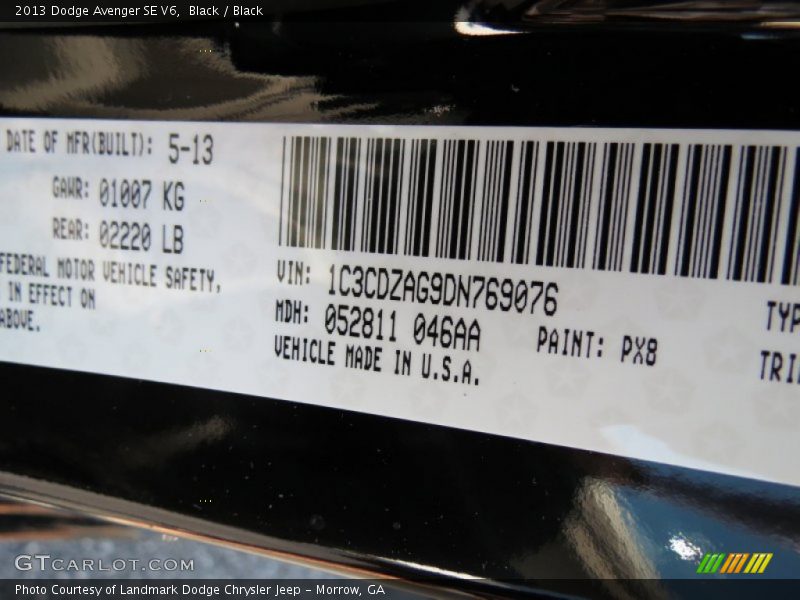 2013 Dodge Avenger SE V6, Black / Black
DATE OF MFR(BUILT): 5-13
GAWR: 01007 KG
REAR: 02220 LB
FEDERAL MOTOR VEHICLE SAFETY,
IN EFFECT ON
ABOVE.
VIN: 1C3CDZAG9DN769076
MDH: 052811 046AA
PAINT: PX8
VEHICLE MADE IN U.S.A.
TYP
TRI
GTCARLOT.COM
Photo Courtesy of Landmark Dodge Chrysler Jeep – Morrow, GA